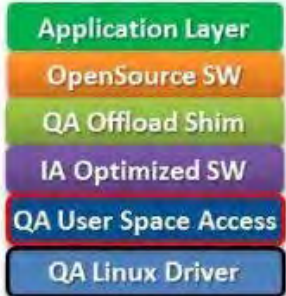 Application Layer
OpenSource SW
QA Offload Shim
IA Optimized SW
QA User Space Access
QA Linux Driver